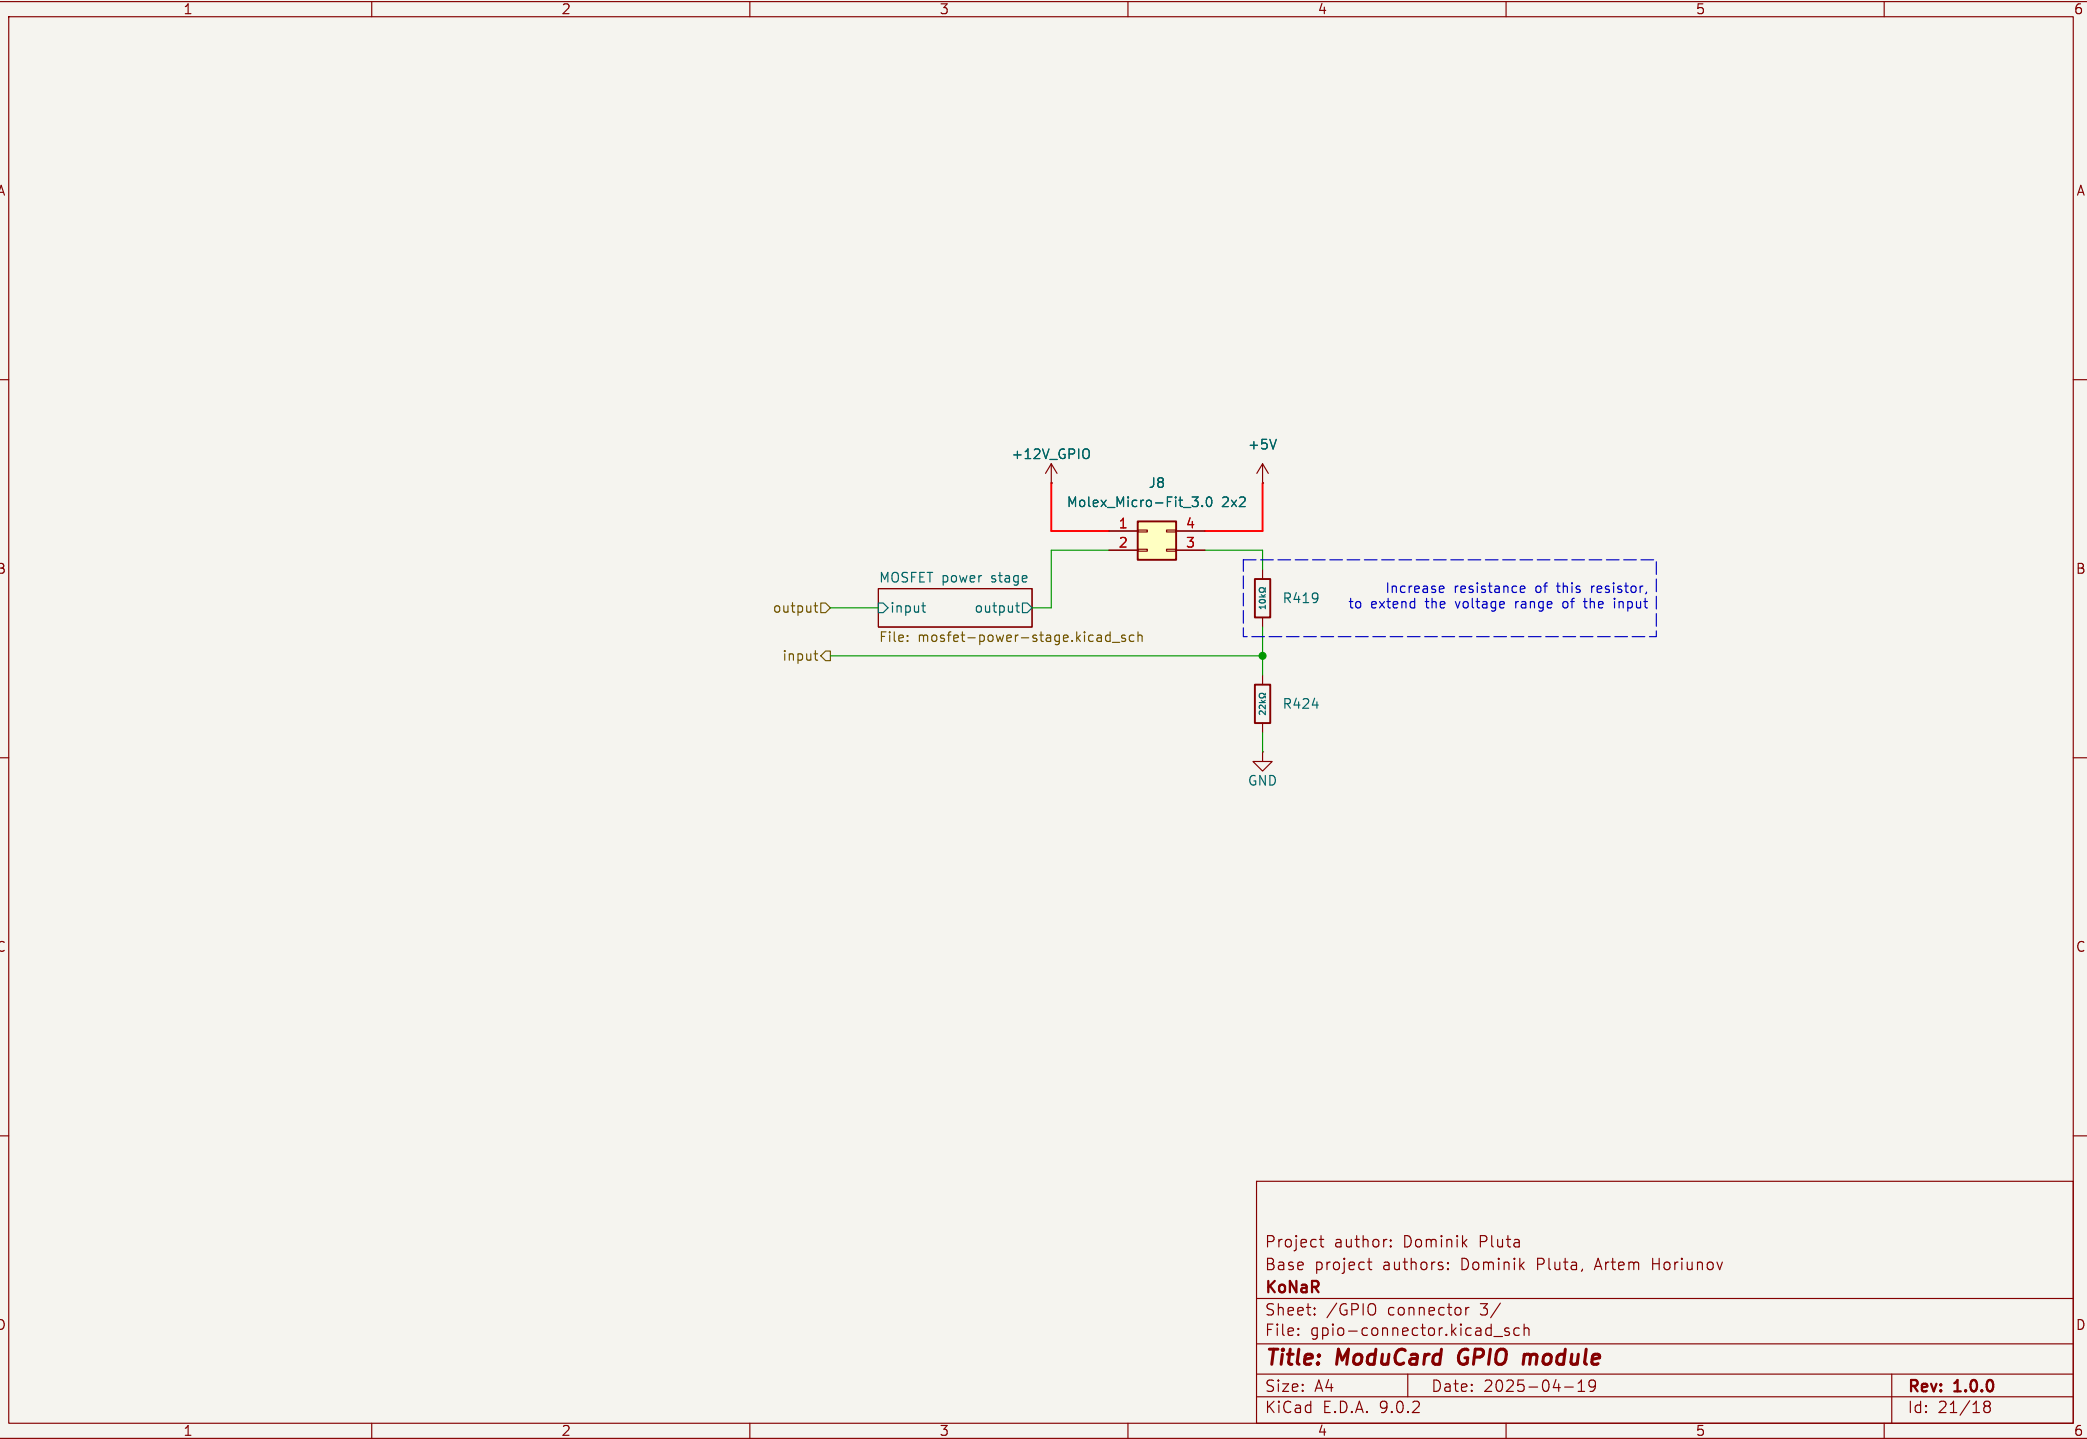 1 2 3 4 5 6
A A
+5V
+12V_GPIO
J8
Molex_Micro-Fit_3.0 2x2
1 4
2 3
B B
MOSFET power stage
Increase resistance of this resistor,
to extend the voltage range of the input
10kΩ R419
output input output
File: mosfet-power-stage.kicad_sch
input
22kΩ R424
GND
C C
Project author: Dominik Pluta
Base project authors: Dominik Pluta, Artem Horiunov
KoNaR
Sheet: /GPIO connector 3/
File: gpio-connector.kicad_sch
D D
Title: ModuCard GPIO module
Size: A4 Date: 2025-04-19 Rev: 1.0.0
KiCad E.D.A. 9.0.2 Id: 21/18
1 2 3 4 5 6